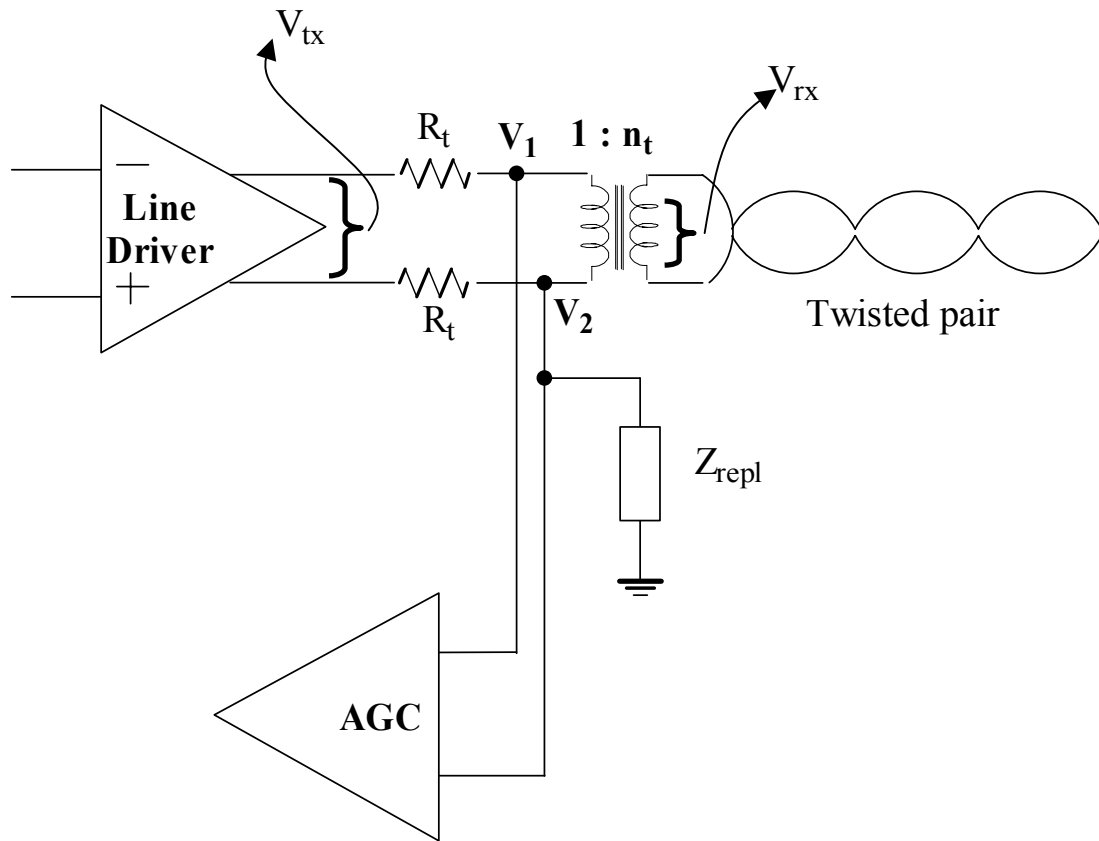 V_tx
R_t
V_1
1 : n_t
V_rx
−
Line
Driver
+
R_t
V_2
Twisted pair
Z_repl
AGC